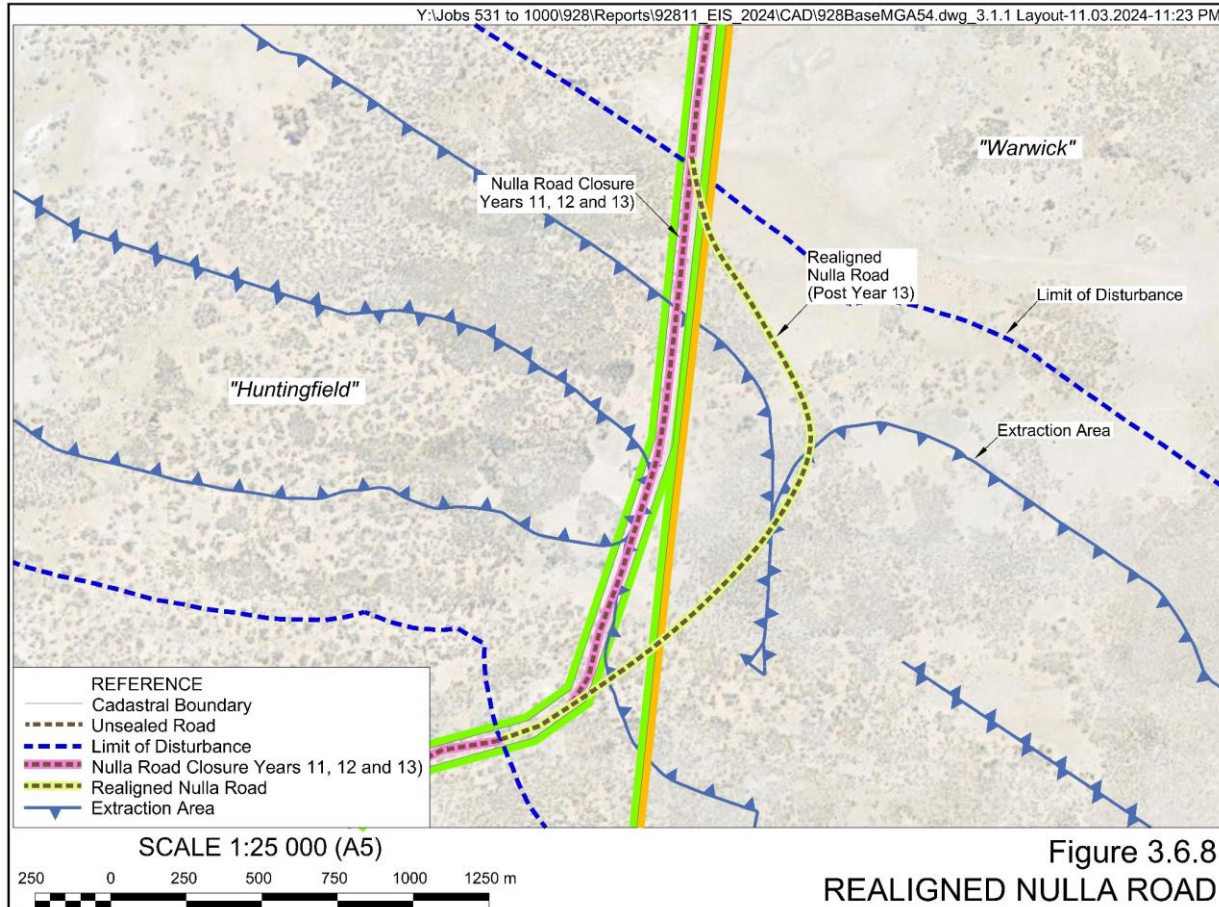 Y:\Jobs 531 to 1000\928\Reports\92811_EIS_2024\CAD\928BaseMGA54.dwg_3.1.1 Layout-11.03.2024-11:23 PM
"Warwick"
Nulla Road Closure
Years 11, 12 and 13)
Realigned
Nulla Road
(Post Year 13)
Limit of Disturbance
"Huntingfield"
Extraction Area
REFERENCE
Cadastral Boundary
Unsealed Road
Limit of Disturbance
Nulla Road Closure Years 11, 12 and 13)
Realigned Nulla Road
Extraction Area
SCALE 1:25 000 (A5)
250 0 250 500 750 1000 1250 m
Figure 3.6.8
REALIGNED NULLA ROAD